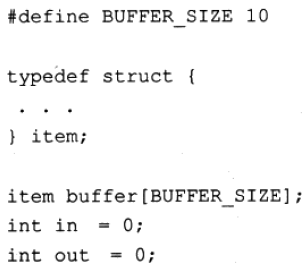 #define BUFFER_SIZE 10
typedef struct {
. . .
} item;
item buffer[BUFFER_SIZE];
int in = 0;
int out = 0;